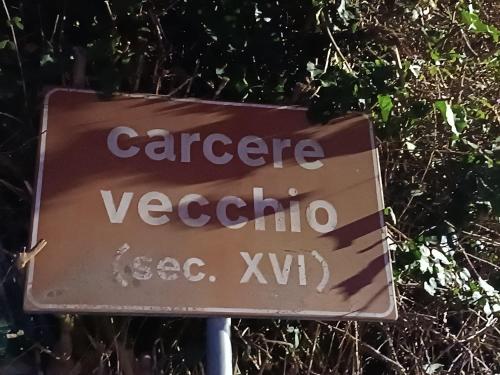 carcere
vecchio
(sec. XVI)